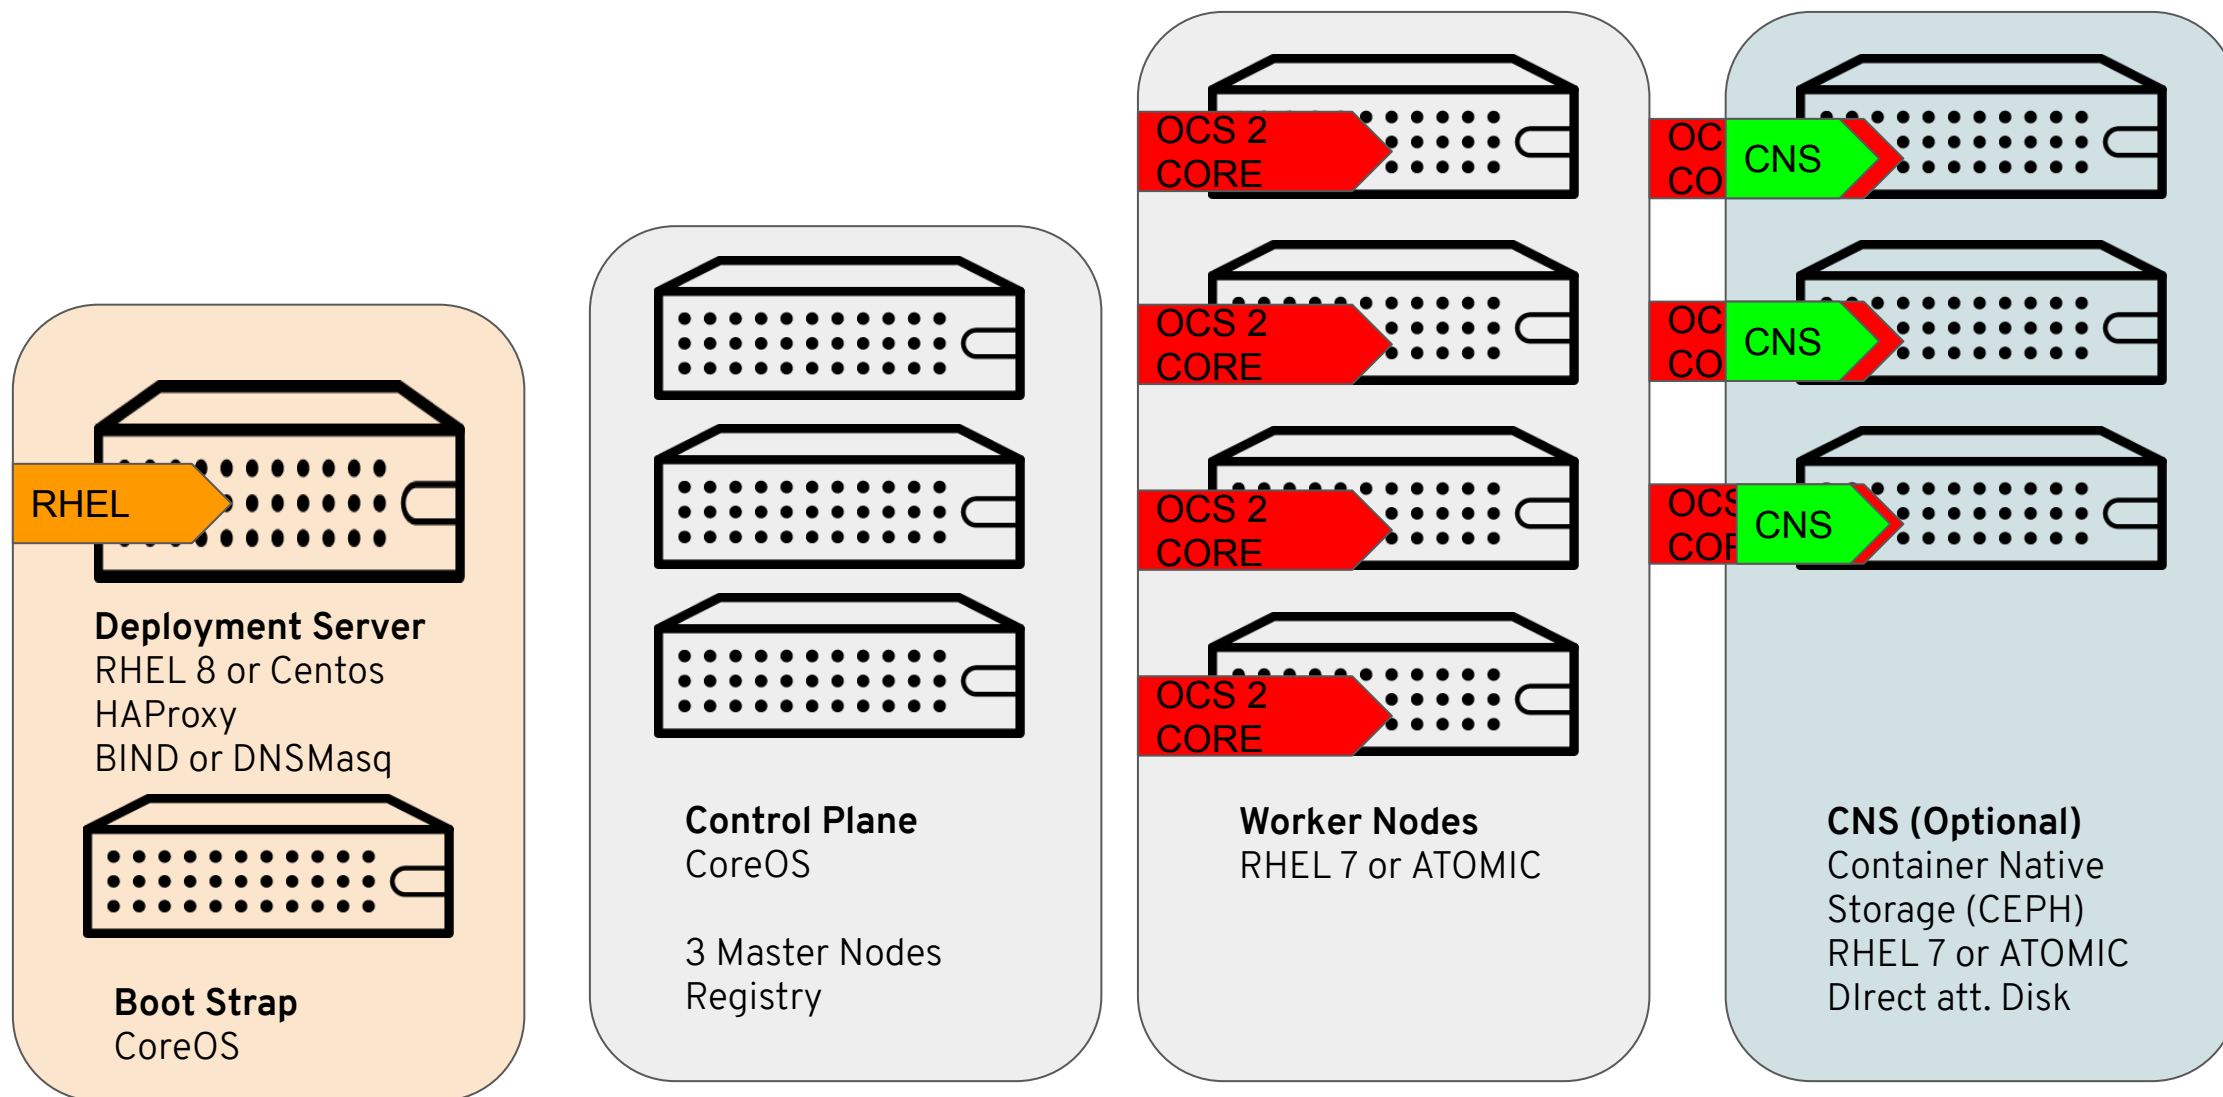 RHEL
Deployment Server
RHEL 8 or Centos
HAProxy
BIND or DNSMasq
Boot Strap
CoreOS
Control Plane
CoreOS
3 Master Nodes
Registry
OCS 2
CORE
OCS 2
CORE
OCS 2
CORE
OCS 2
CORE
Worker Nodes
RHEL 7 or ATOMIC
OC
CO
CNS
OC
CO
CNS
OCS
COR
CNS
CNS (Optional)
Container Native
Storage (CEPH)
RHEL 7 or ATOMIC
DIrect att. Disk